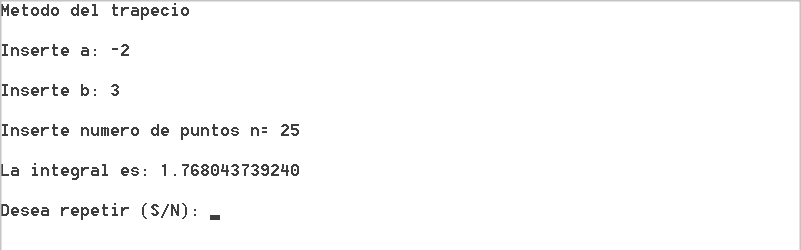 Metodo del trapecio
Inserte a: -2
Inserte b: 3
Inserte numero de puntos n= 25
La integral es: 1.768043739240
Desea repetir (S/N): _